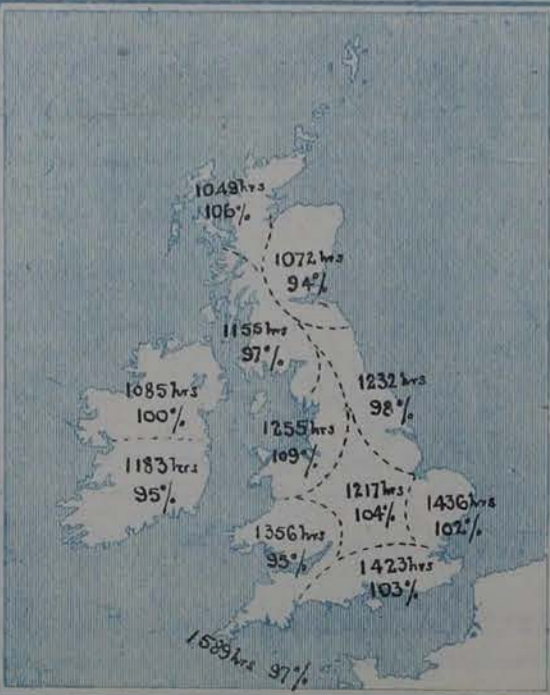 1049hrs
106%
1072hrs
94%
1155hrs
97%
1085hrs
100%
1183hrs
95%
1232hrs
98%
1255hrs
109%
1217hrs
104%
1436hrs
102%
1356hrs
95%
1423hrs
103%
1589hrs 97%